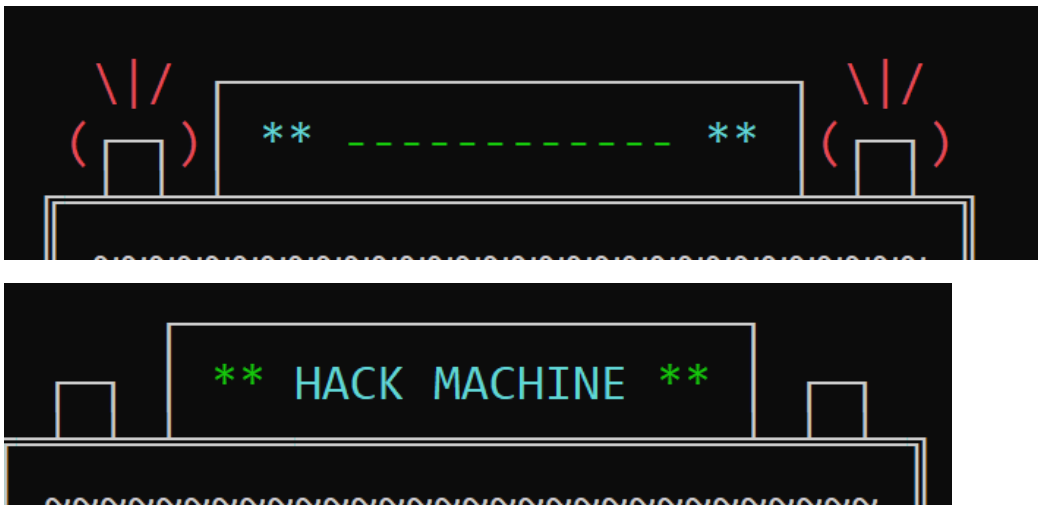 \|/ \|/
( ) ** ------------ ** ( )
** HACK MACHINE **